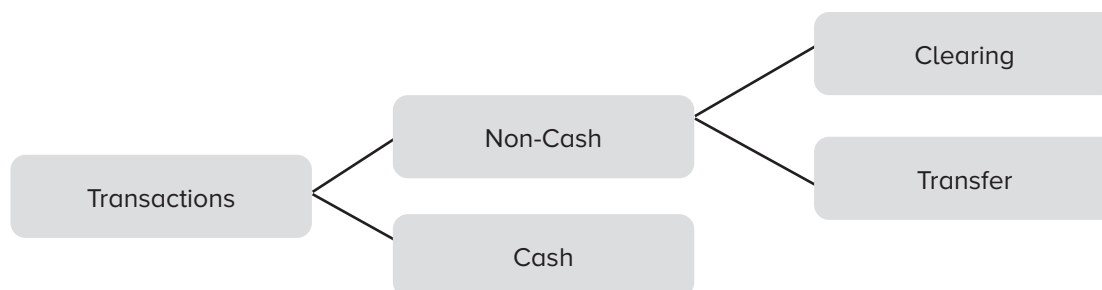 Clearing
Non-Cash
Transfer
Transactions
Cash